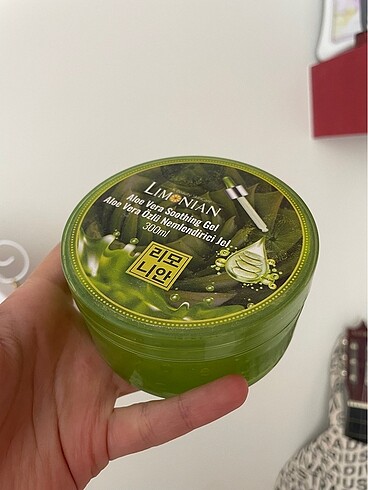 LIMONIAN
Aloe Vera Soothing Gel
Aloe Vera Özlü Nemlendirici Jel
300ml
리모
니안